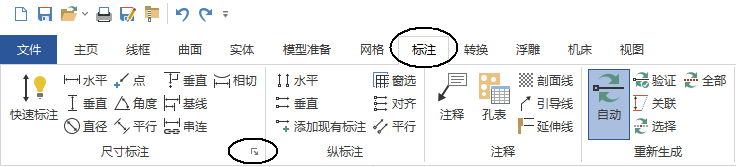 文件 主页 线框 曲面 实体 模型准备 网格 标注 转换 浮雕 机床 视图
水平 点 垂直 相切 水平 窗选 剖面线 验证 全部
快速标注 垂直 角度 基线 垂直 对齐 注释 孔表 引导线 自动 关联
直径 平行 串连 添加现有标注 平行 延伸线 选择
尺寸标注 纵标注 注释 重新生成